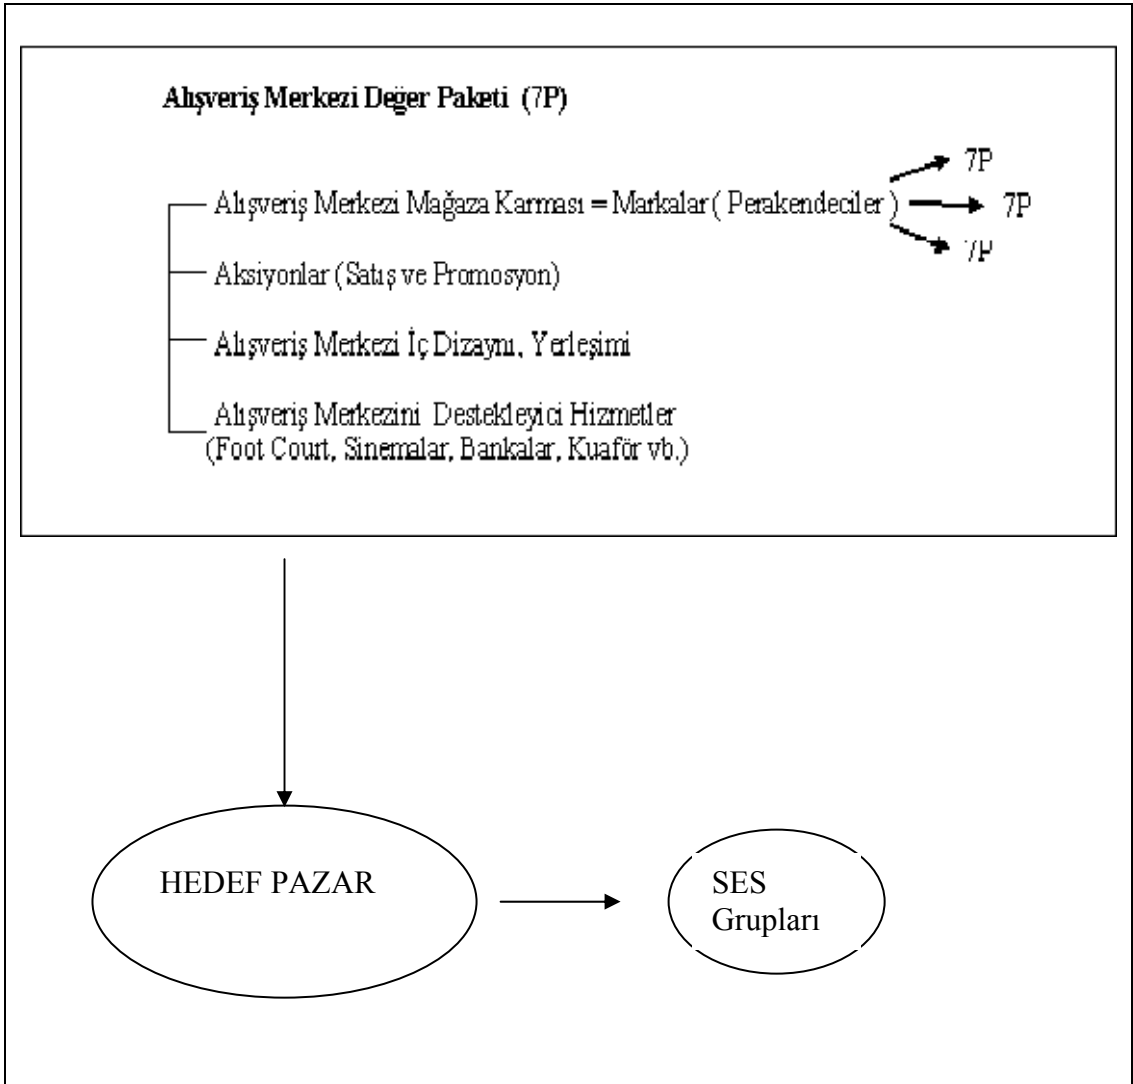 Alışveriş Merkezi Değer Paketi (7P)
7P
Alışveriş Merkezi Mağaza Karması = Markalar ( Perakendeciler ) 7P
7P
Aksiyonlar (Satış ve Promosyon)
Alışveriş Merkezi İç Dizaynı, Yerleşimi
Alışveriş Merkezini Destekleyici Hizmetler
(Foot Court, Sinemalar, Bankalar, Kuaför vb.)
HEDEF PAZAR
SES
Grupları